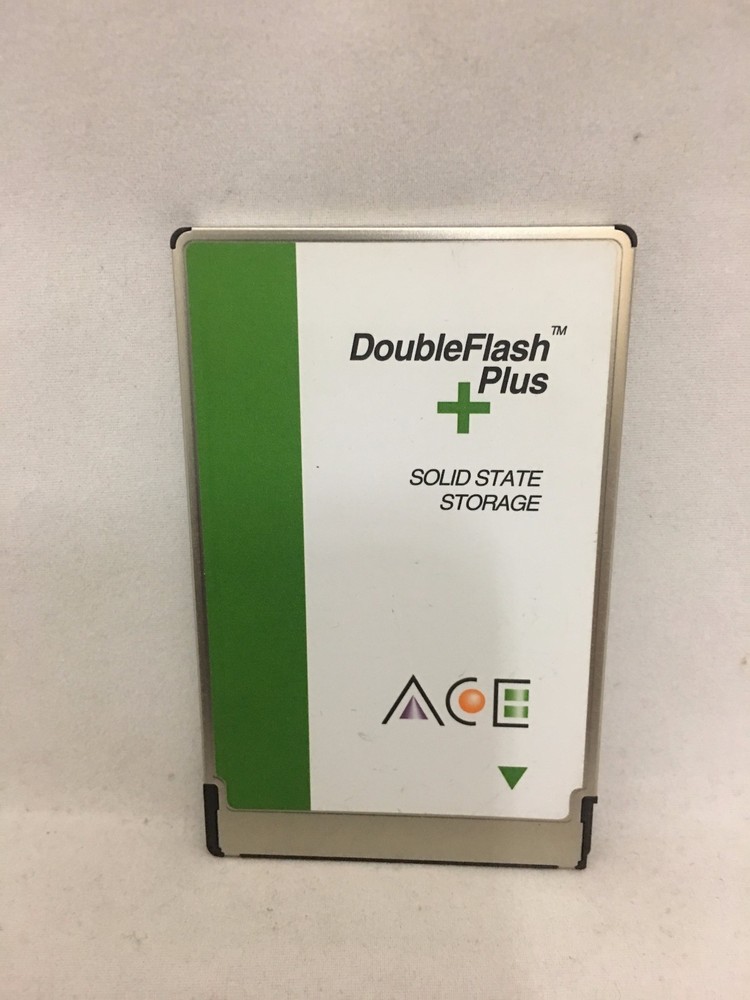 DoubleFlash™
Plus
+
SOLID STATE
STORAGE
ACE